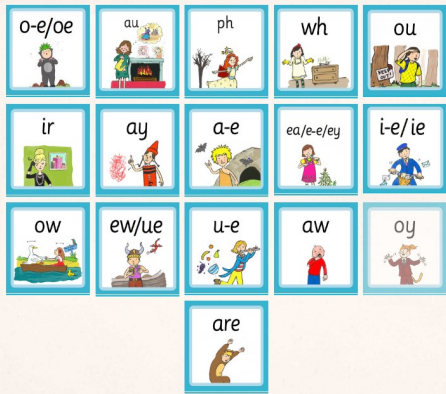 o-e/oe au ph wh ou
ir ay a-e ea/e-e/ey i-e/ie
ow ew/ue u-e aw oy
are